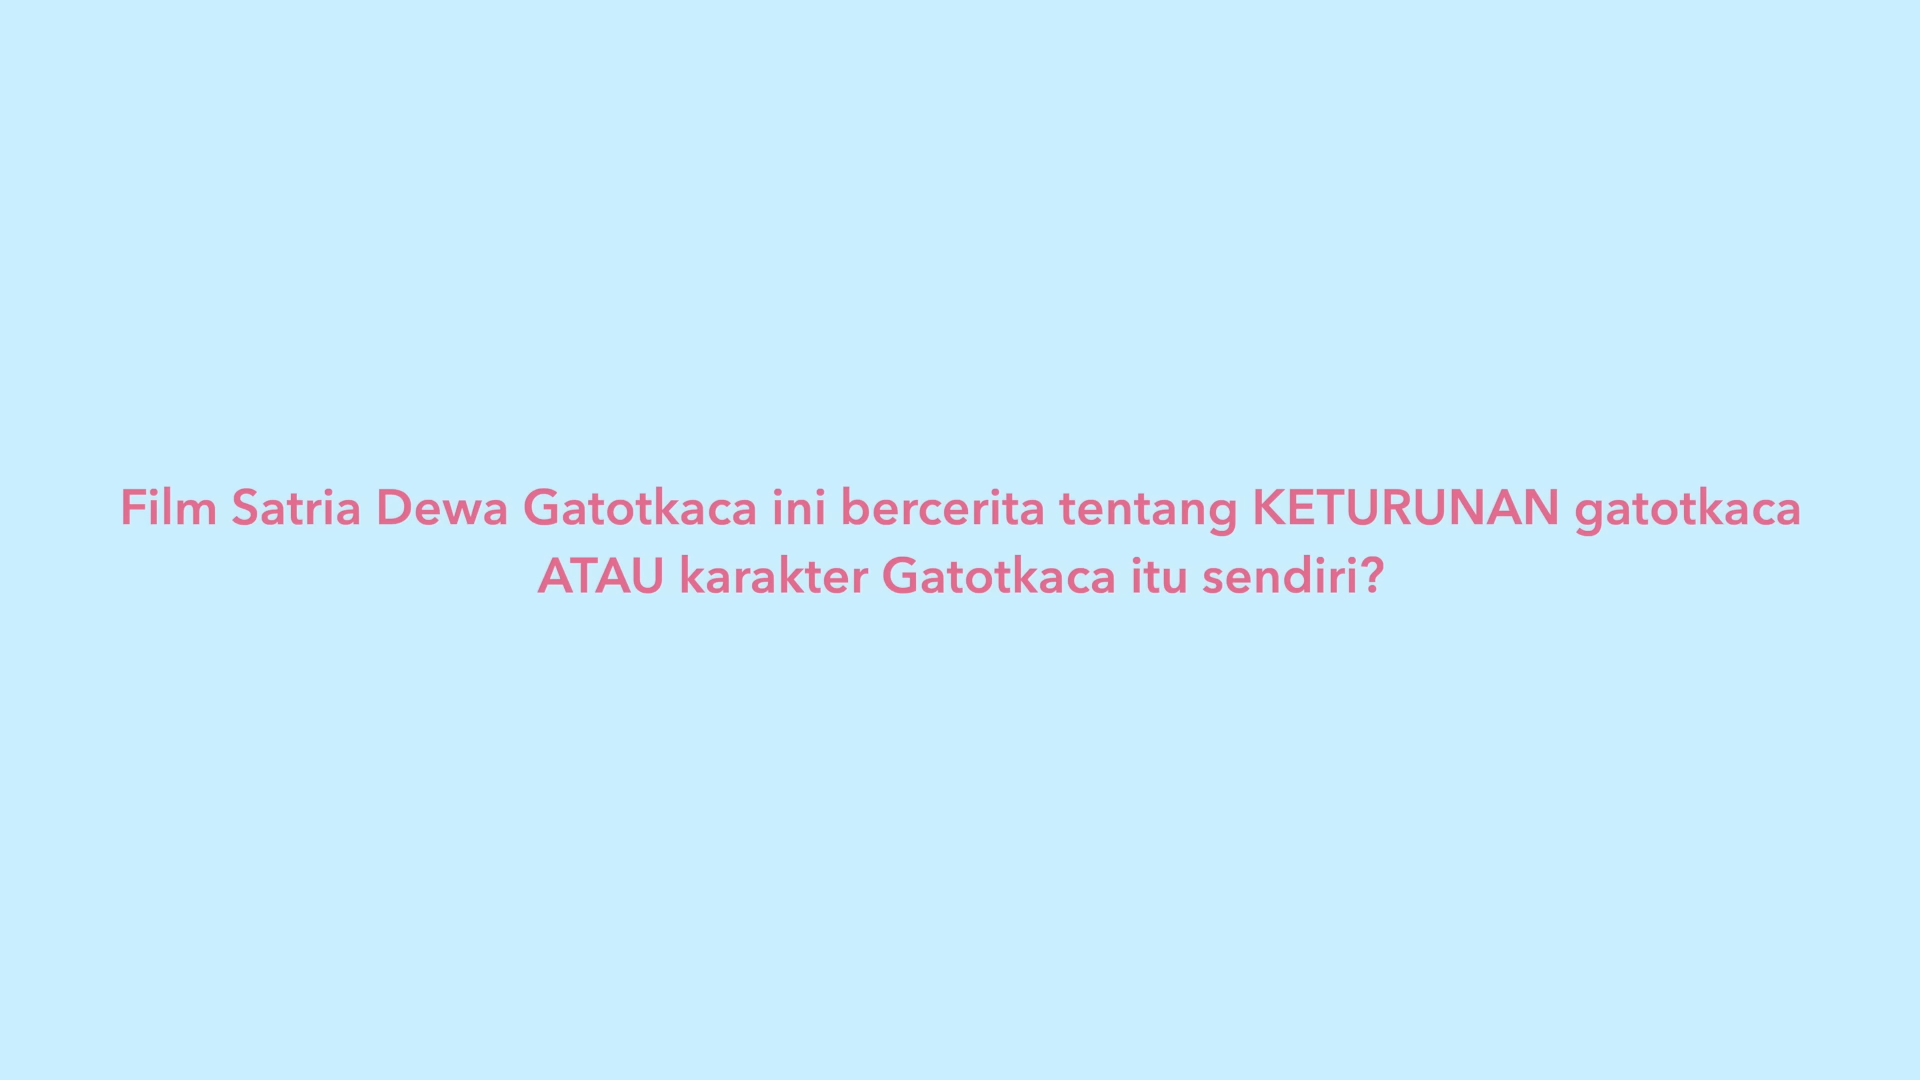 Film Satria Dewa Gatotkaca ini bercerita tentang KETURUNAN gatotkaca
ATAU karakter Gatotkaca itu sendiri?